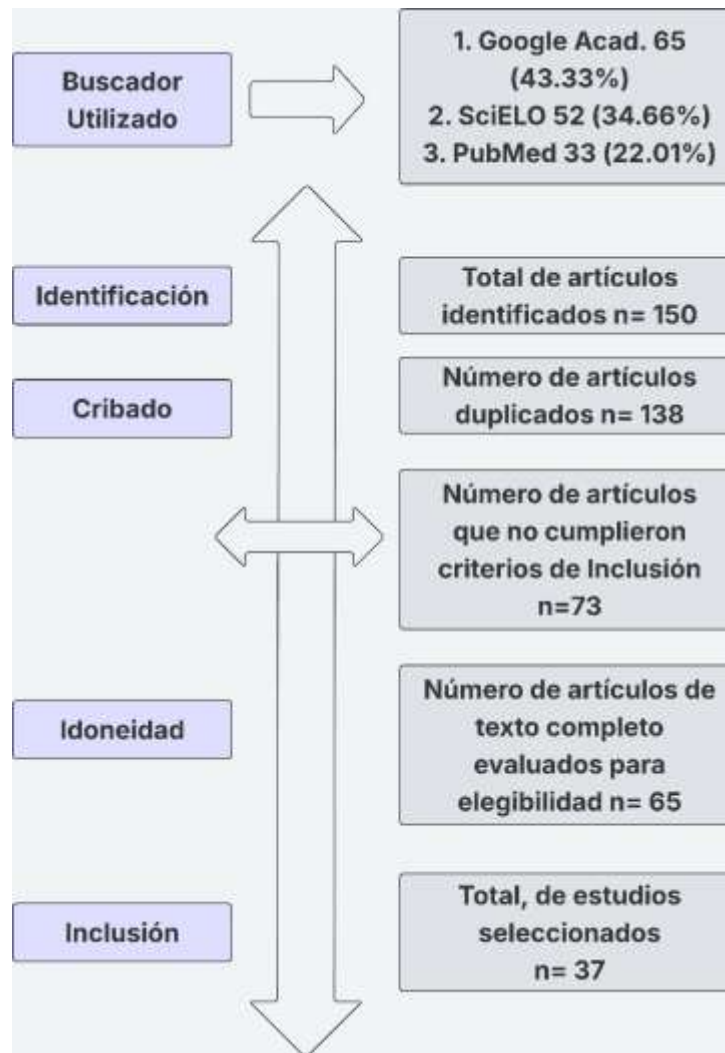 Buscador
Utilizado
1. Google Acad. 65
(43.33%)
2. SciELO 52 (34.66%)
3. PubMed 33 (22.01%)
Identificación
Total de artículos
identificados n= 150
Cribado
Número de artículos
duplicados n= 138
Número de artículos
que no cumplieron
criterios de Inclusión
n=73
Idoneidad
Número de artículos de
texto completo
evaluados para
elegibilidad n= 65
Inclusión
Total, de estudios
seleccionados
n= 37